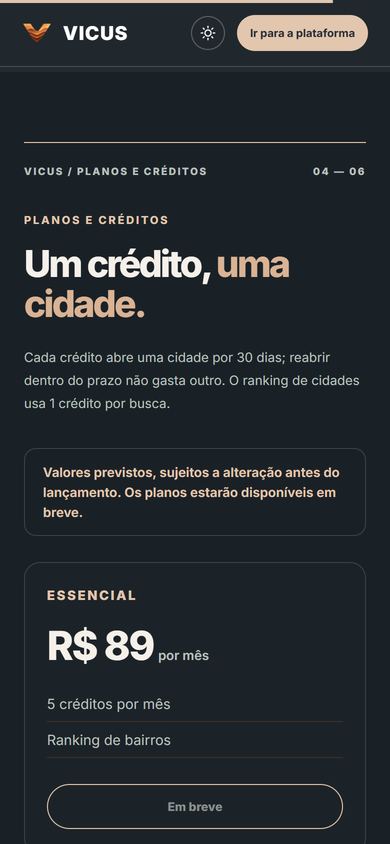 VICUS
Ir para a plataforma
VICUS / PLANOS E CRÉDITOS
04 — 06
PLANOS E CRÉDITOS
Um crédito, uma
cidade.
Cada crédito abre uma cidade por 30 dias; reabrir
dentro do prazo não gasta outro. O ranking de cidades
usa 1 crédito por busca.
Valores previstos, sujeitos a alteração antes do
lançamento. Os planos estarão disponíveis em
breve.
ESSENCIAL
R$ 89 por mês
5 créditos por mês
Ranking de bairros
Em breve